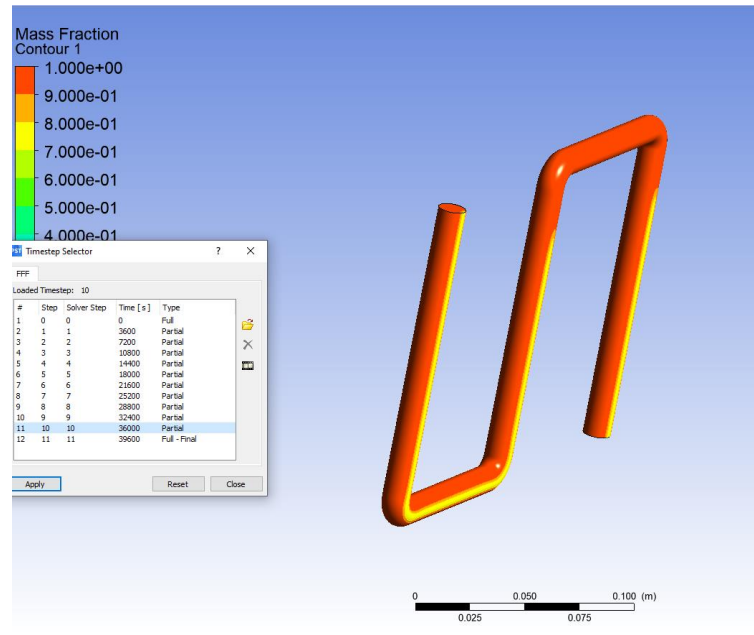 Mass Fraction
Contour 1
1.000e+00
9.000e-01
8.000e-01
7.000e-01
6.000e-01
5.000e-01
4.000e-01
Timestep Selector ? X
FFF
Loaded Timestep: 10
# Step Solver Step Time [ s ] Type
1 0 0 0 Full
2 1 1 3600 Partial
3 2 2 7200 Partial
4 3 3 10800 Partial
5 4 4 14400 Partial
6 5 5 18000 Partial
7 6 6 21600 Partial
8 7 7 25200 Partial
9 8 8 28800 Partial
10 9 9 32400 Partial
11 10 10 36000 Partial
12 11 11 39600 Full - Final
Apply Reset Close
0 0.050 0.100 (m)
0.025 0.075